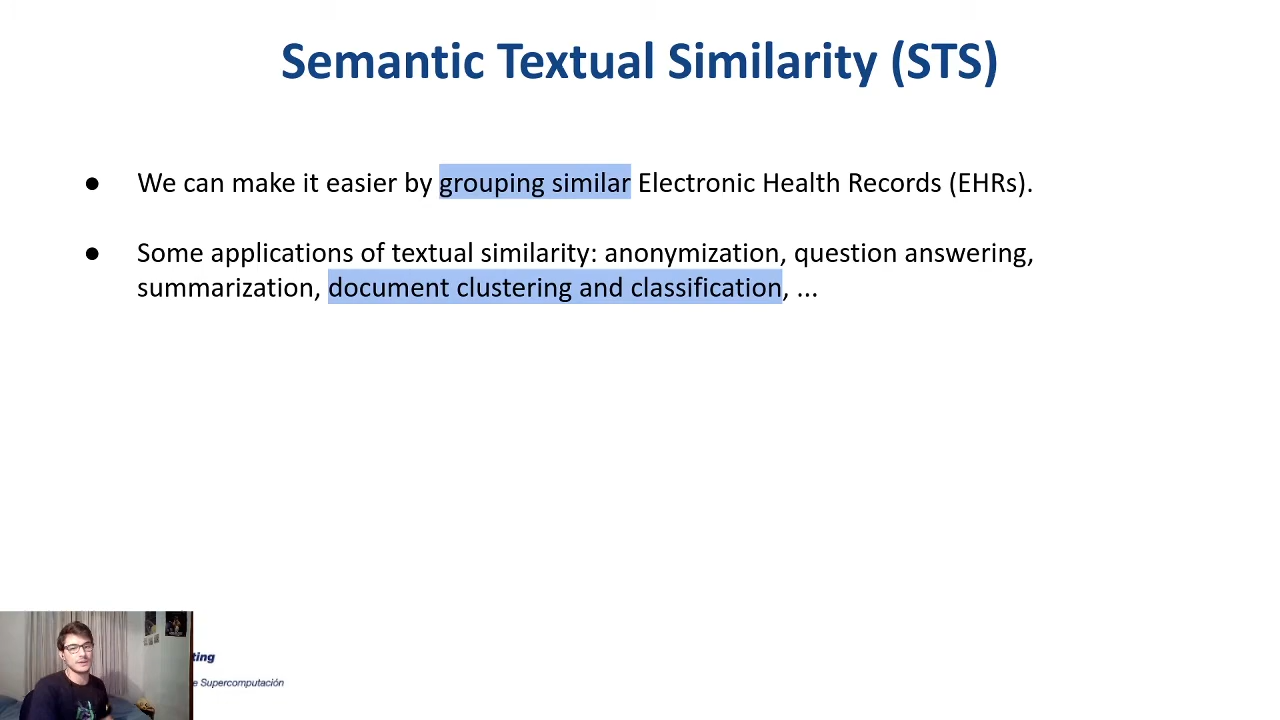 Semantic Textual Similarity (STS)
● We can make it easier by grouping similar Electronic Health Records (EHRs).
● Some applications of textual similarity: anonymization, question answering,
summarization, document clustering and classification, ...
ting
e Supercomputación